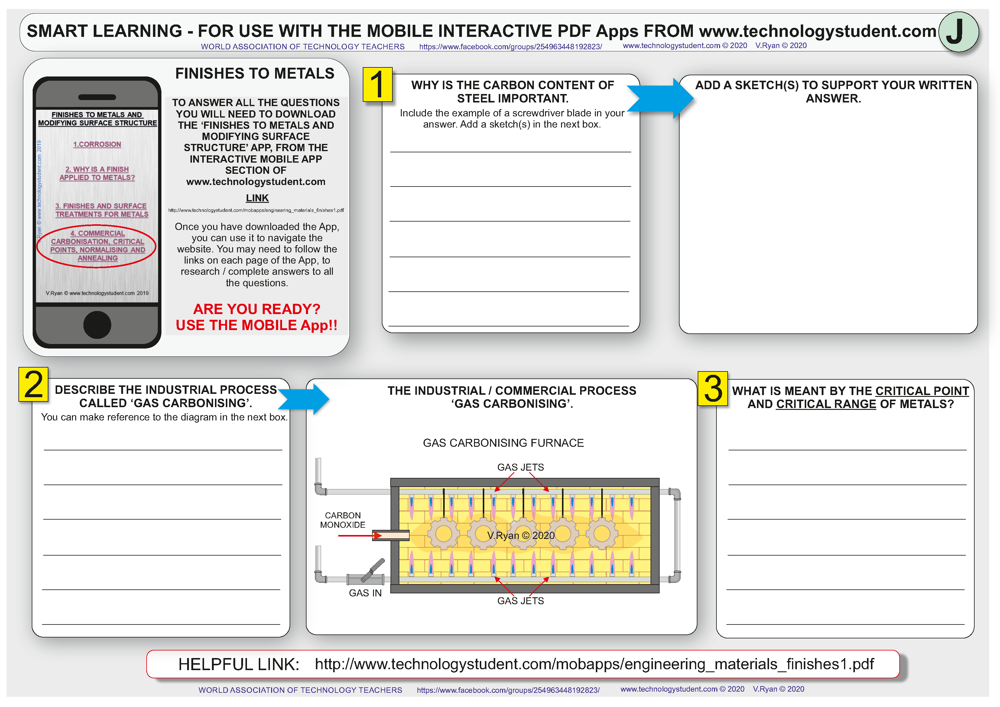 SMART LEARNING - FOR USE WITH THE MOBILE INTERACTIVE PDF Apps FROM www.technologystudent.com
J
WORLD ASSOCIATION OF TECHNOLOGY TEACHERS https://www.facebook.com/groups/254963448192823/ www.technologystudent.com © 2020 V.Ryan © 2020
FINISHES TO METALS AND
MODIFYING SURFACE STRUCTURE
1.CORROSION
2. WHY IS A FINISH
APPLIED TO METALS?
3. FINISHES AND SURFACE
TREATMENTS FOR METALS
4. COMMERCIAL
CARBONISATION, CRITICAL
POINTS, NORMALISING AND
ANNEALING
V.Ryan © www.technologystudent.com 2019
V.Ryan © www.technologystudent.com 2019
FINISHES TO METALS
TO ANSWER ALL THE QUESTIONS
YOU WILL NEED TO DOWNLOAD
THE ‘FINISHES TO METALS AND
MODIFYING SURFACE
STRUCTURE’ APP, FROM THE
INTERACTIVE MOBILE APP
SECTION OF
www.technologystudent.com
LINK
http://www.technologystudent.com/mobapps/engineering_materials_finishes1.pdf
Once you have downloaded the App,
you can use it to navigate the
website. You may need to follow the
links on each page of the App, to
research / complete answers to all
the questions.
ARE YOU READY?
USE THE MOBILE App!!
1
WHY IS THE CARBON CONTENT OF
STEEL IMPORTANT.
Include the example of a screwdriver blade in your
answer. Add a sketch(s) in the next box.
ADD A SKETCH(S) TO SUPPORT YOUR WRITTEN
ANSWER.
2
DESCRIBE THE INDUSTRIAL PROCESS
CALLED ‘GAS CARBONISING’.
You can make reference to the diagram in the next box.
THE INDUSTRIAL / COMMERCIAL PROCESS
‘GAS CARBONISING’.
GAS CARBONISING FURNACE
GAS JETS
CARBON
MONOXIDE
V.Ryan © 2020
GAS IN
GAS JETS
3
WHAT IS MEANT BY THE CRITICAL POINT
AND CRITICAL RANGE OF METALS?
HELPFUL LINK: http://www.technologystudent.com/mobapps/engineering_materials_finishes1.pdf
WORLD ASSOCIATION OF TECHNOLOGY TEACHERS https://www.facebook.com/groups/254963448192823/ www.technologystudent.com © 2020 V.Ryan © 2020